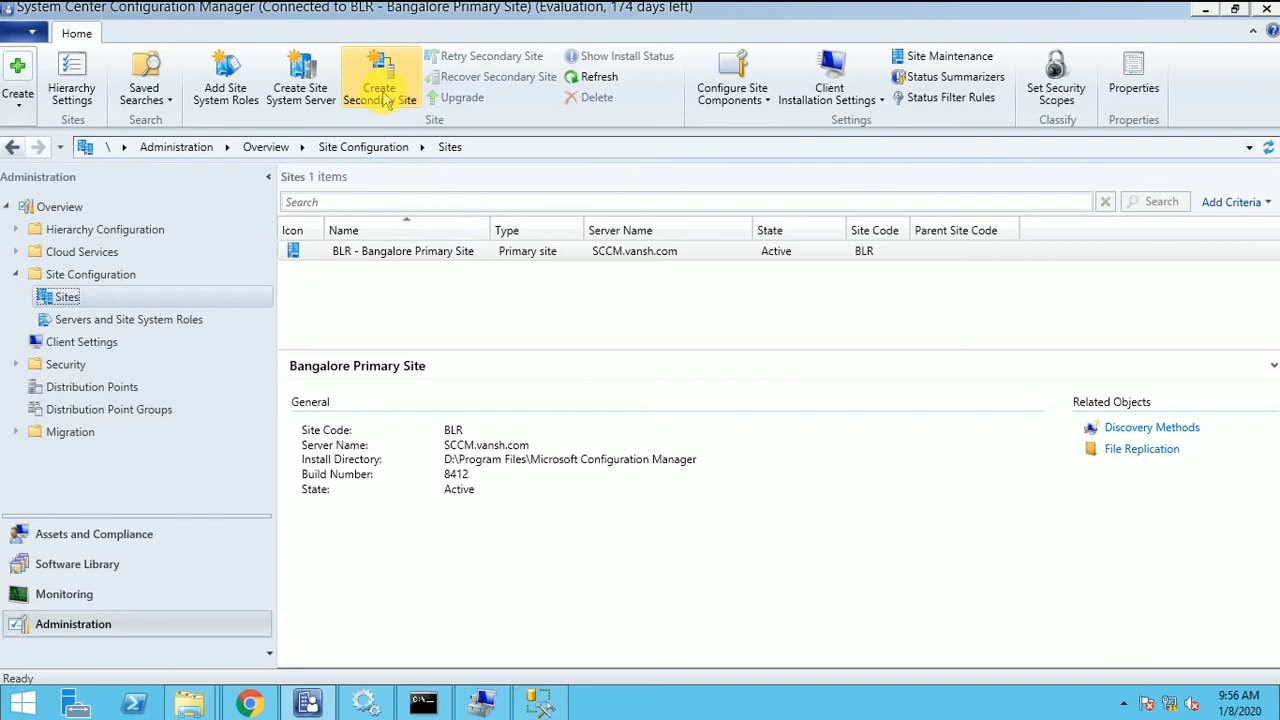 System Center Configuration Manager (Connected to BLR - Bangalore Primary Site) (Evaluation, 174 days left)
Home
Create
Hierarchy Settings
Saved Searches
Add Site System Roles
Create Site System Server
Create Secondary Site
Retry Secondary Site
Recover Secondary Site
Upgrade
Show Install Status
Refresh
Delete
Configure Site Components
Client Installation Settings
Site Maintenance
Status Summarizers
Status Filter Rules
Set Security Scopes
Properties
Sites
Search
Site
Settings
Classify
Properties
\ Administration Overview Site Configuration Sites
Administration
Overview
Hierarchy Configuration
Cloud Services
Site Configuration
Sites
Servers and Site System Roles
Client Settings
Security
Distribution Points
Distribution Point Groups
Migration
Assets and Compliance
Software Library
Monitoring
Administration
Sites 1 items
Search
Search
Add Criteria
Icon Name Type Server Name State Site Code Parent Site Code
BLR - Bangalore Primary Site Primary site SCCM.vansh.com Active BLR
Bangalore Primary Site
General
Site Code: BLR
Server Name: SCCM.vansh.com
Install Directory: D:\Program Files\Microsoft Configuration Manager
Build Number: 8412
State: Active
Related Objects
Discovery Methods
File Replication
Ready
9:56 AM
1/8/2020